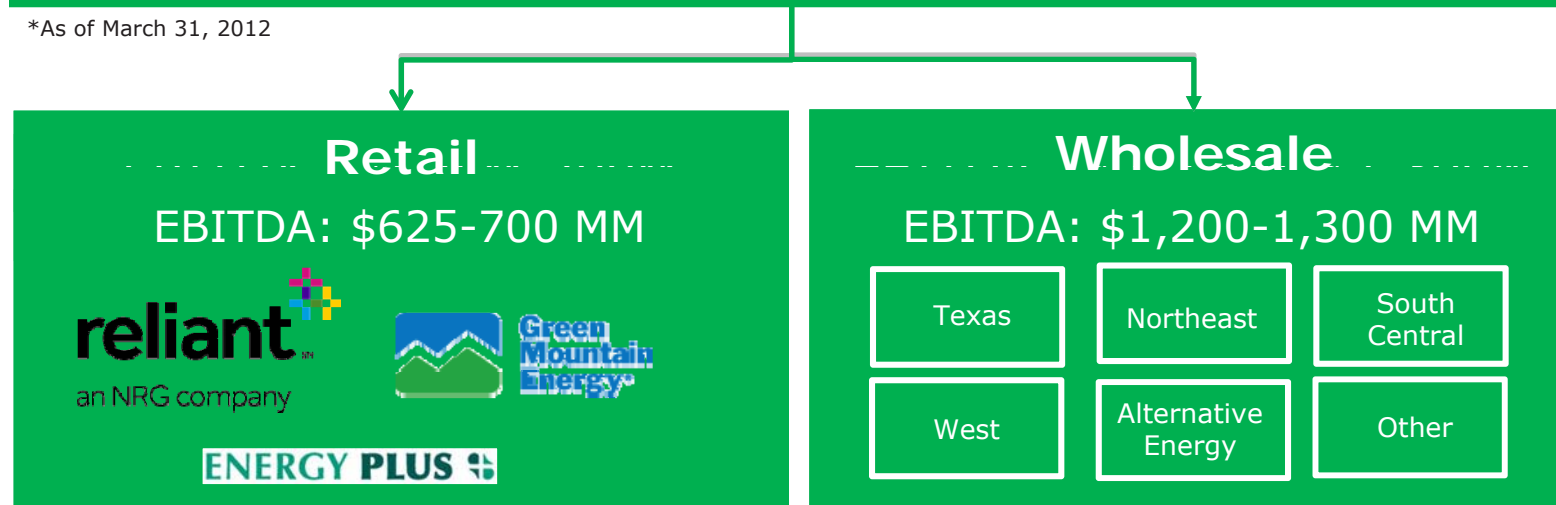 *As of March 31, 2012
Retail
EBITDA: $625-700 MM
reliant
an NRG company
Green
Mountain
Energy
ENERGY PLUS
Wholesale
EBITDA: $1,200-1,300 MM
Texas
Northeast
South
Central
West
Alternative
Energy
Other